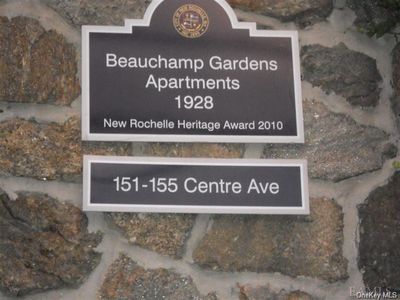 Beauchamp Gardens
Apartments
1928
New Rochelle Heritage Award 2010
151-155 Centre Ave
OneKey MLS